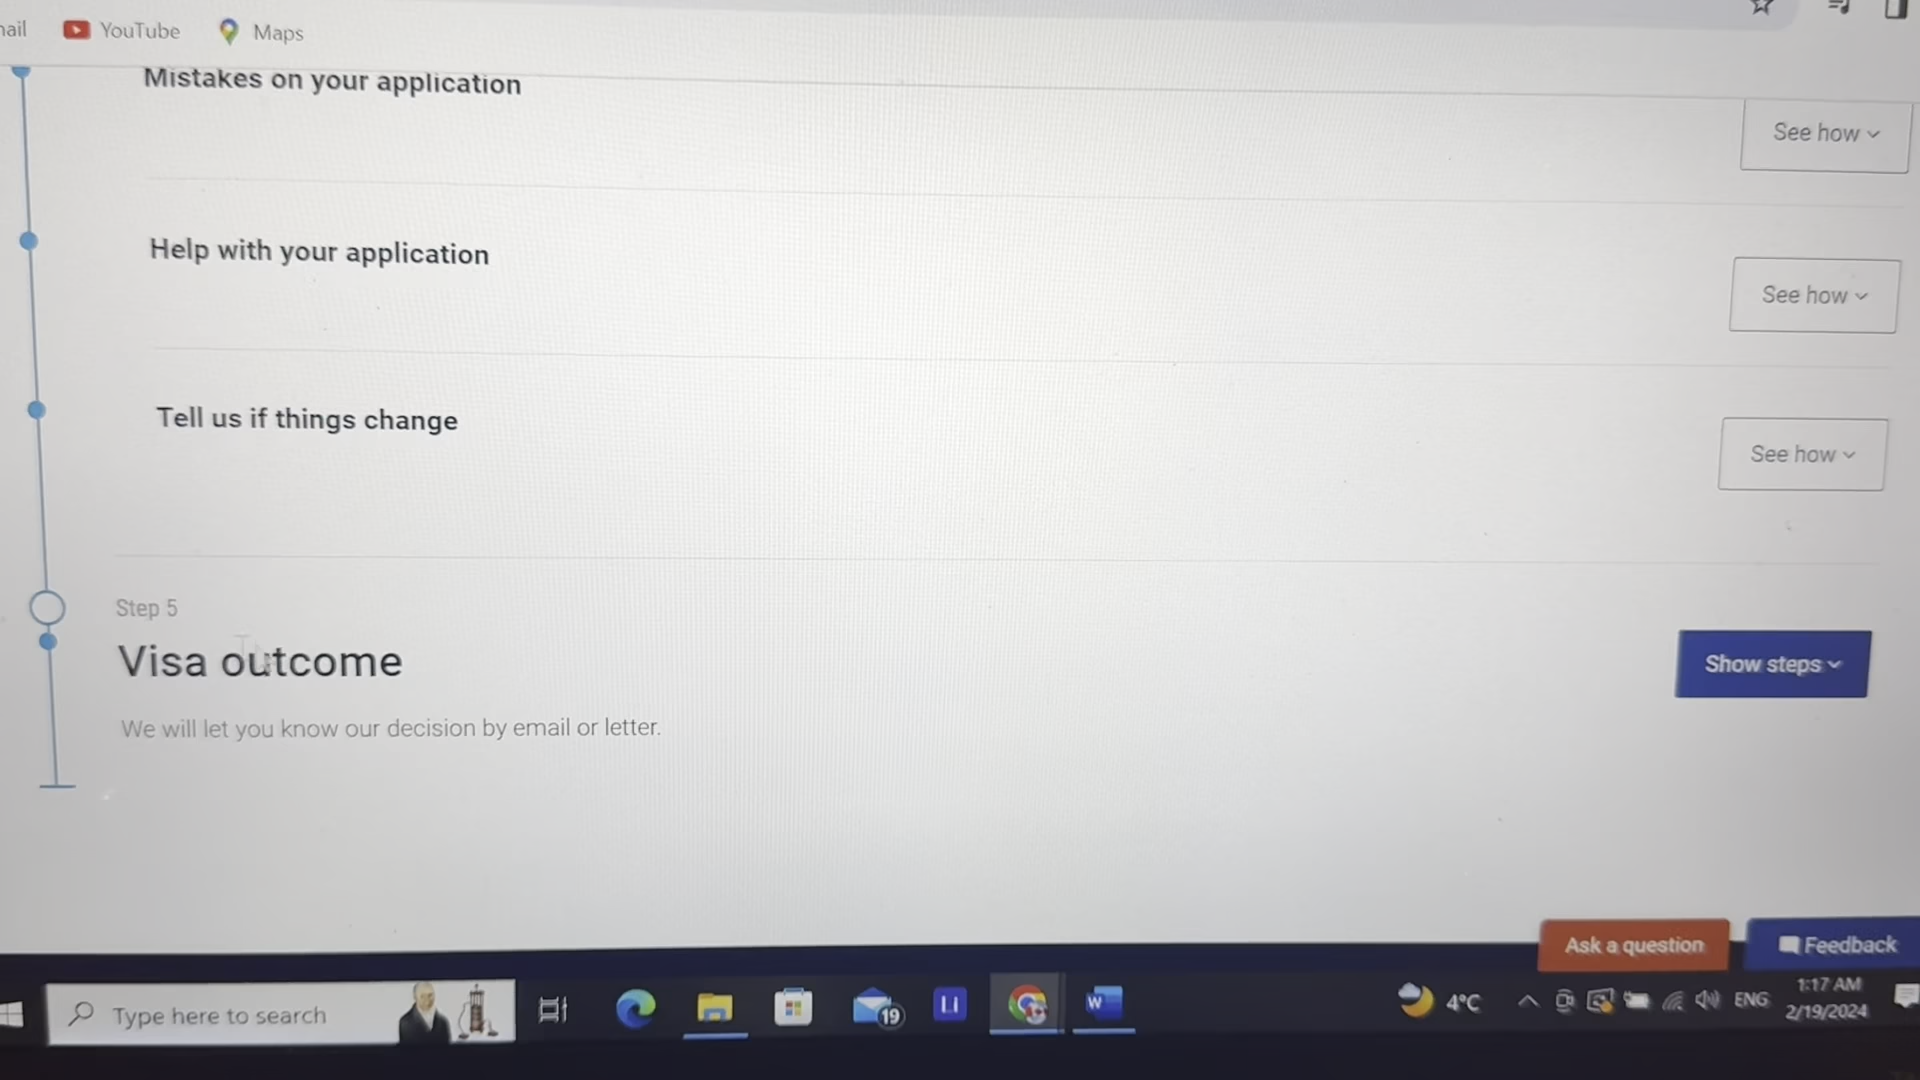 YouTube
Maps
Mistakes on your application
See how
Help with your application
See how
Tell us if things change
See how
Step 5
Visa outcome
Show steps
We will let you know our decision by email or letter.
Ask a question
Feedback
Type here to search
19
LI
W
4°C
ENG
1:17 AM
2/19/2024